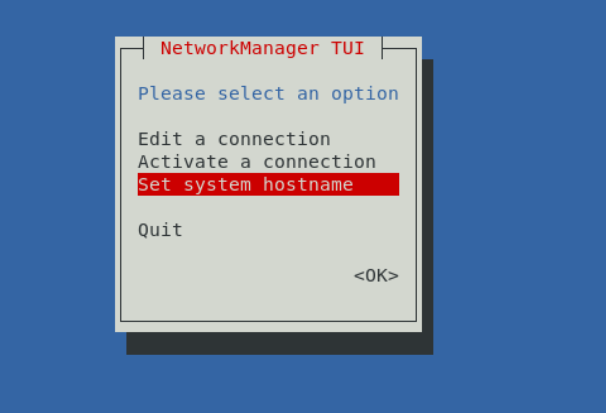 NetworkManager TUI
Please select an option
Edit a connection
Activate a connection
Set system hostname
Quit
<OK>